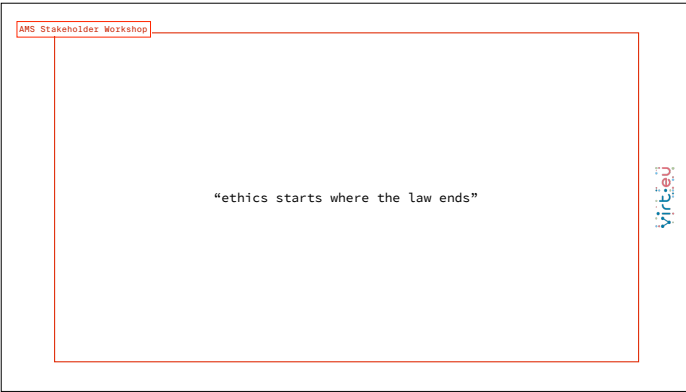 AMS Stakeholder Workshop
“ethics starts where the law ends”
virt.eu